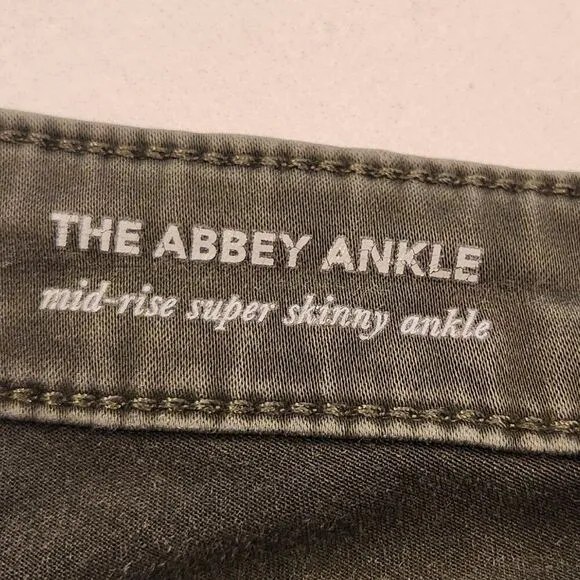 THE ABBEY ANKLE
mid-rise super skinny ankle